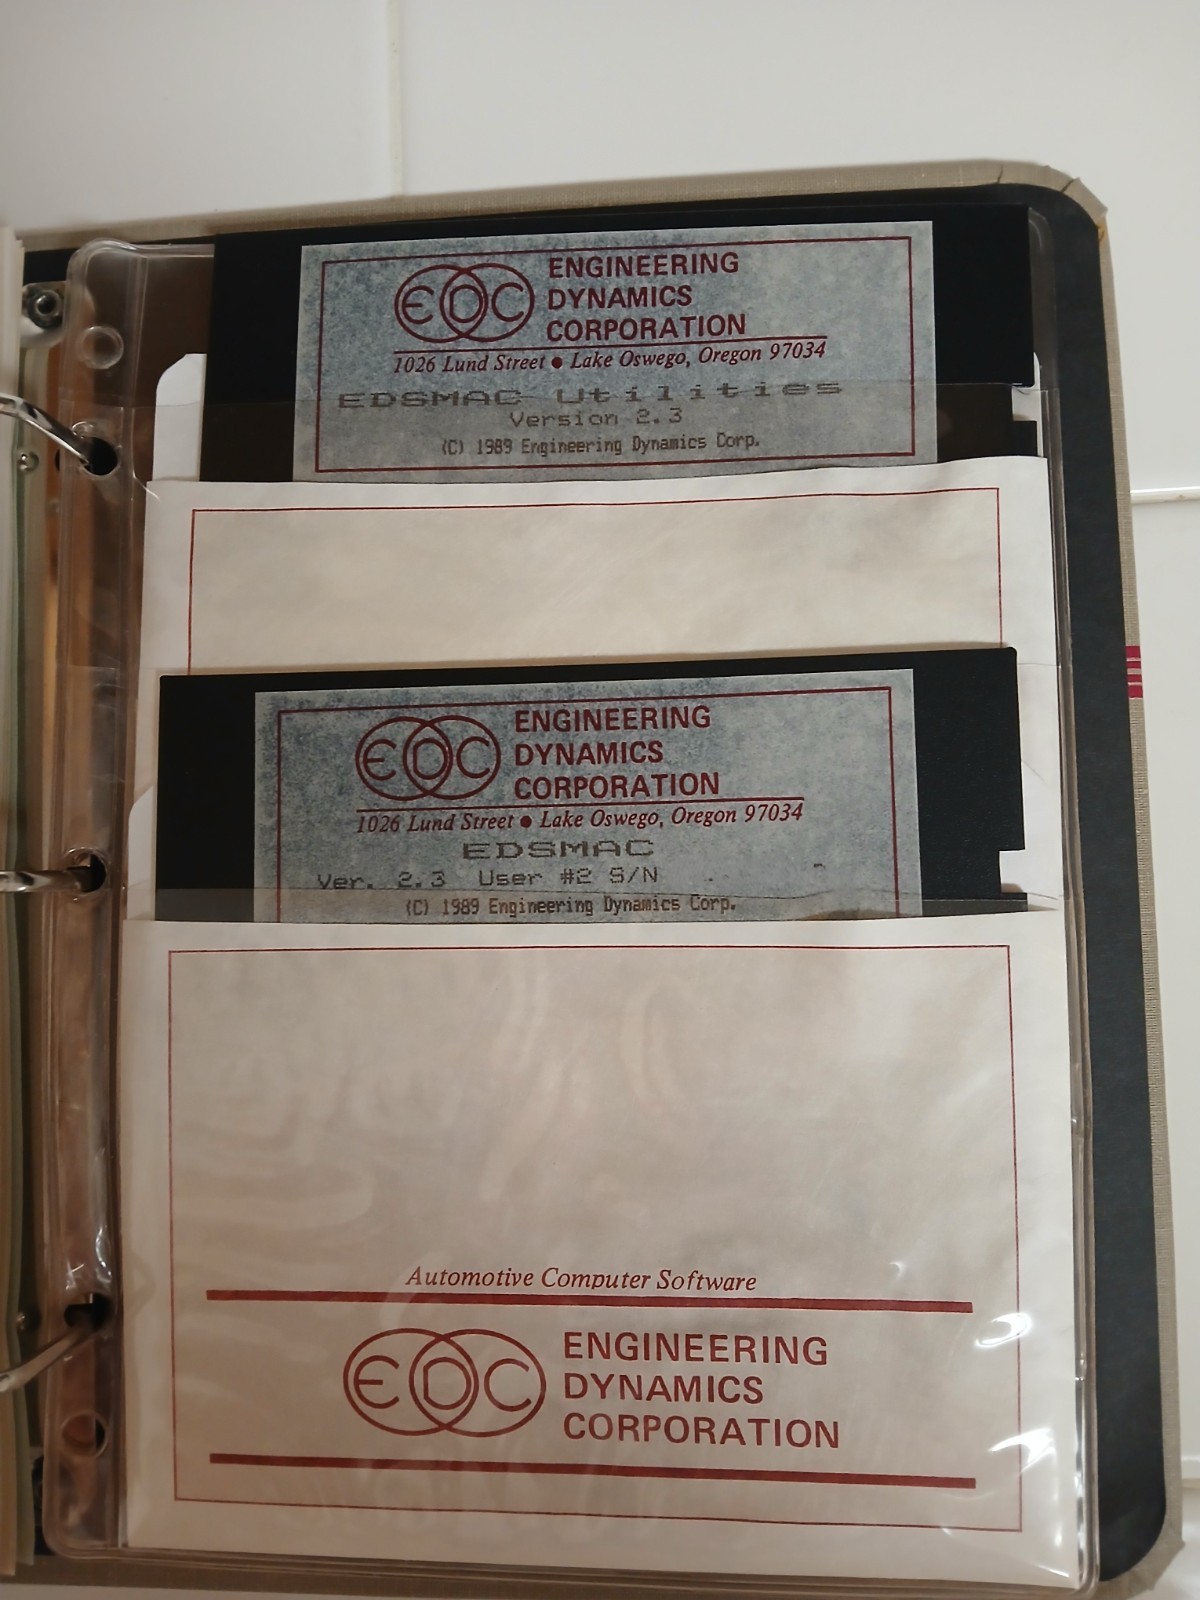 EDC
ENGINEERING
DYNAMICS
CORPORATION
1026 Lund Street ● Lake Oswego, Oregon 97034
EDSMAC Utilities
Version 2.3
(C) 1989 Engineering Dynamics Corp.
EDC
ENGINEERING
DYNAMICS
CORPORATION
1026 Lund Street ● Lake Oswego, Oregon 97034
EDSMAC
Ver. 2.3 User #2 S/N
(C) 1989 Engineering Dynamics Corp.
Automotive Computer Software
EDC
ENGINEERING
DYNAMICS
CORPORATION